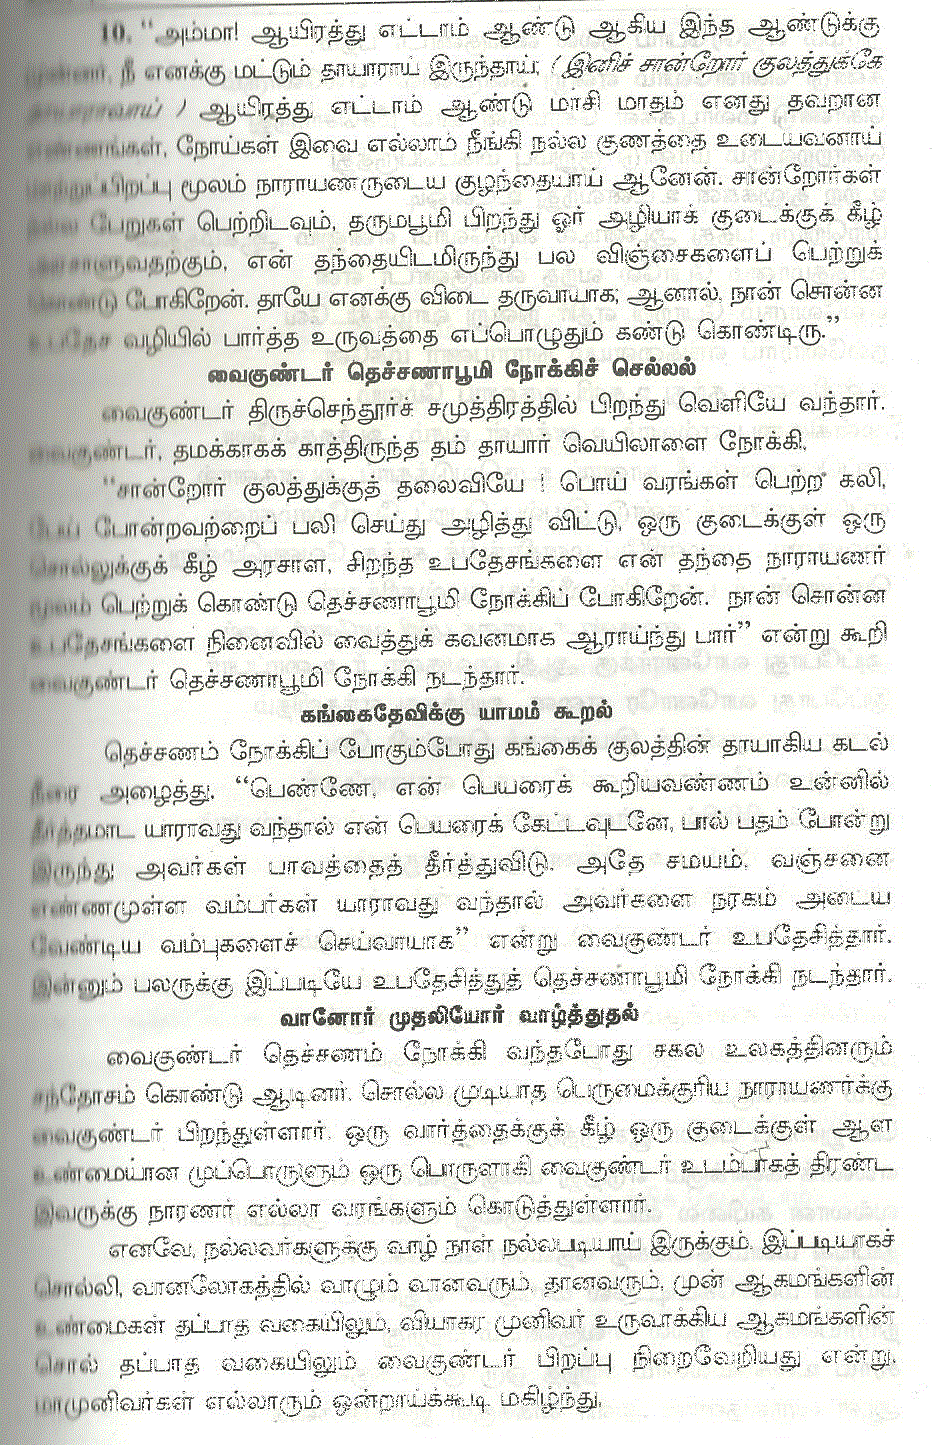 10. “அம்மா! ஆயிரத்து எட்டாம் ஆண்டு ஆகிய இந்த ஆண்டுக்கு
முன்னர், நீ எனக்கு மட்டும் தாயாராய் இருந்தாய்; (இனிச் சான்றோர் குலத்துக்கே
தாயாராவாய் ) ஆயிரத்து எட்டாம் ஆண்டு மாசி மாதம் எனது தவறான
எண்ணங்கள், நோய்கள் இவை எல்லாம் நீங்கி நல்ல குணத்தை உடையவனாய்
மற்றுப்பிறப்பு மூலம் நாராயணருடைய குழந்தையாய் ஆனேன். சான்றோர்கள்
நல்ல பேறுகள் பெற்றிடவும், தருமபூமி பிறந்து ஓர் அழியாக் குடைக்குக் கீழ்
அரசாளுவதற்கும், என் தந்தையிடமிருந்து பல விஞ்சைகளைப் பெற்றுக்
கொண்டு போகிறேன். தாயே எனக்கு விடை தருவாயாக; ஆனால், நான் சொன்ன
உபதேச வழியில் பார்த்த உருவத்தை எப்பொழுதும் கண்டு கொண்டிரு.”
வைகுண்டர் தெச்சணாபூமி நோக்கிச் செல்லல்
வைகுண்டர் திருச்செந்தூர்ச் சமுத்திரத்தில் பிறந்து வெளியே வந்தார்.
வைகுண்டர், தமக்காகக் காத்திருந்த தம் தாயார் வெயிலாளை நோக்கி,
“சான்றோர் குலத்துக்குத் தலைவியே ! பொய் வரங்கள் பெற்ற கலி,
பேய் போன்றவற்றைப் பலி செய்து அழித்து விட்டு, ஒரு குடைக்குள் ஒரு
சொல்லுக்குக் கீழ் அரசாள, சிறந்த உபதேசங்களை என் தந்தை நாராயணர்
மூலம் பெற்றுக் கொண்டு தெச்சணாபூமி நோக்கிப் போகிறேன். நான் சொன்ன
உபதேசங்களை நினைவில் வைத்துக் கவனமாக ஆராய்ந்து பார்” என்று கூறி
வைகுண்டர் தெச்சணாபூமி நோக்கி நடந்தார்.
கங்கைதேவிக்கு யாமம் கூறல்
தெச்சணம் நோக்கிப் போகும்போது கங்கைக் குலத்தின் தாயாகிய கடல்
நீரை அழைத்து, “பெண்ணே, என் பெயரைக் கூறியவண்ணம் உன்னில்
தீர்த்தமாட யாராவது வந்தால் என் பெயரைக் கேட்டவுடனே, பால் பதம் போன்று
இருந்து அவர்கள் பாவத்தைத் தீர்த்துவிடு. அதே சமயம், வஞ்சனை
எண்ணமுள்ள வம்பர்கள் யாராவது வந்தால் அவர்களை நரகம் அடைய
வேண்டிய வம்புகளைச் செய்வாயாக” என்று வைகுண்டர் உபதேசித்தார்.
இன்னும் பலருக்கு இப்படியே உபதேசித்துத் தெச்சணாபூமி நோக்கி நடந்தார்.
வானோர் முதலியோர் வாழ்த்துதல்
வைகுண்டர் தெச்சணம் நோக்கி வந்தபோது சகல உலகத்தினரும்
சந்தோசம் கொண்டு ஆடினர். சொல்ல முடியாத பெருமைக்குரிய நாராயணர்க்கு
வைகுண்டர் பிறந்துள்ளார். ஒரு வார்த்தைக்குக் கீழ் ஒரு குடைக்குள் ஆள
உண்மையான முப்பொருளும் ஒரு பொருளாகி வைகுண்டர் உடம்பாகத் திரண்ட
இவருக்கு நாரணர் எல்லா வரங்களும் கொடுத்துள்ளார்.
எனவே, நல்லவர்களுக்கு வாழ் நாள் நல்லபடியாய் இருக்கும். இப்படியாகச்
சொல்லி, வானலோகத்தில் வாழும் வானவரும், தானவரும், முன் ஆகமங்களின்
உண்மைகள் தப்பாத வகையிலும், வியாகர முனிவர் உருவாக்கிய ஆகமங்களின்
சொல் தப்பாத வகையிலும் வைகுண்டர் பிறப்பு நிறைவேறியது என்று,
மாமுனிவர்கள் எல்லாரும் ஒன்றாய்க்கூடி மகிழ்ந்து,